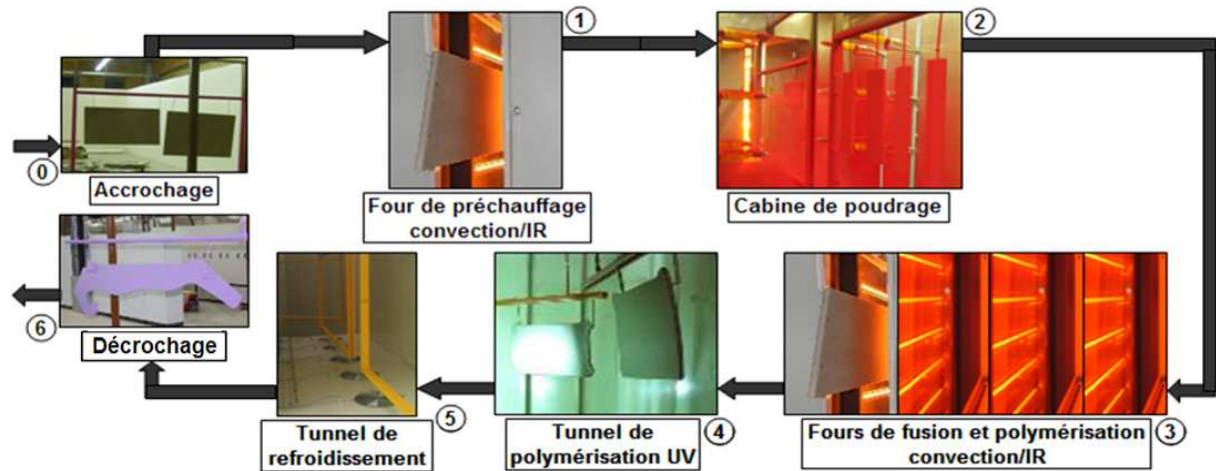 1
2
0
Accrochage
Four de préchauffage
convection/IR
Cabine de poudrage
6
Décrochage
5
Tunnel de
refroidissement
4
Tunnel de
polymérisation UV
Fours de fusion et polymérisation
convection/IR
3